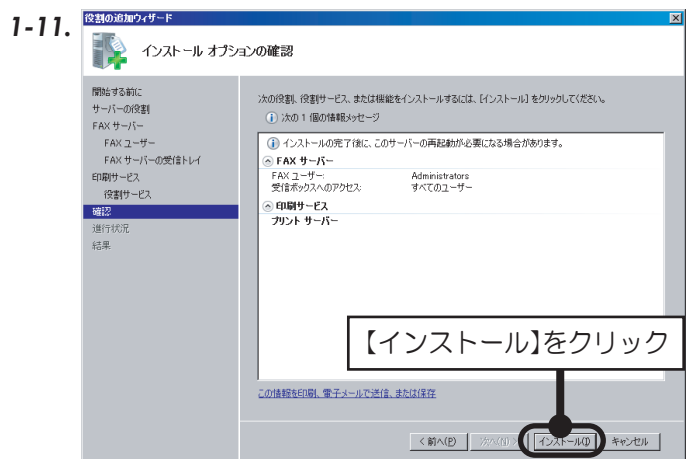 1-11.
役割の追加ウィザード
インストール オプションの確認
開始する前に
サーバーの役割
FAX サーバー
FAX ユーザー
FAX サーバーの受信トレイ
印刷サービス
役割サービス
確認
進行状況
結果
次の役割、役割サービス、または機能をインストールするには、[インストール] をクリックしてください。
次の 1 個の情報メッセージ
インストールの完了後に、このサーバーの再起動が必要になる場合があります。
FAX サーバー
FAX ユーザー: Administrators
受信ボックスへのアクセス: すべてのユーザー
印刷サービス
プリント サーバー
【インストール】をクリック
この情報を印刷、電子メールで送信、または保存
< 前へ(P) 次へ(N) > インストール(I) キャンセル